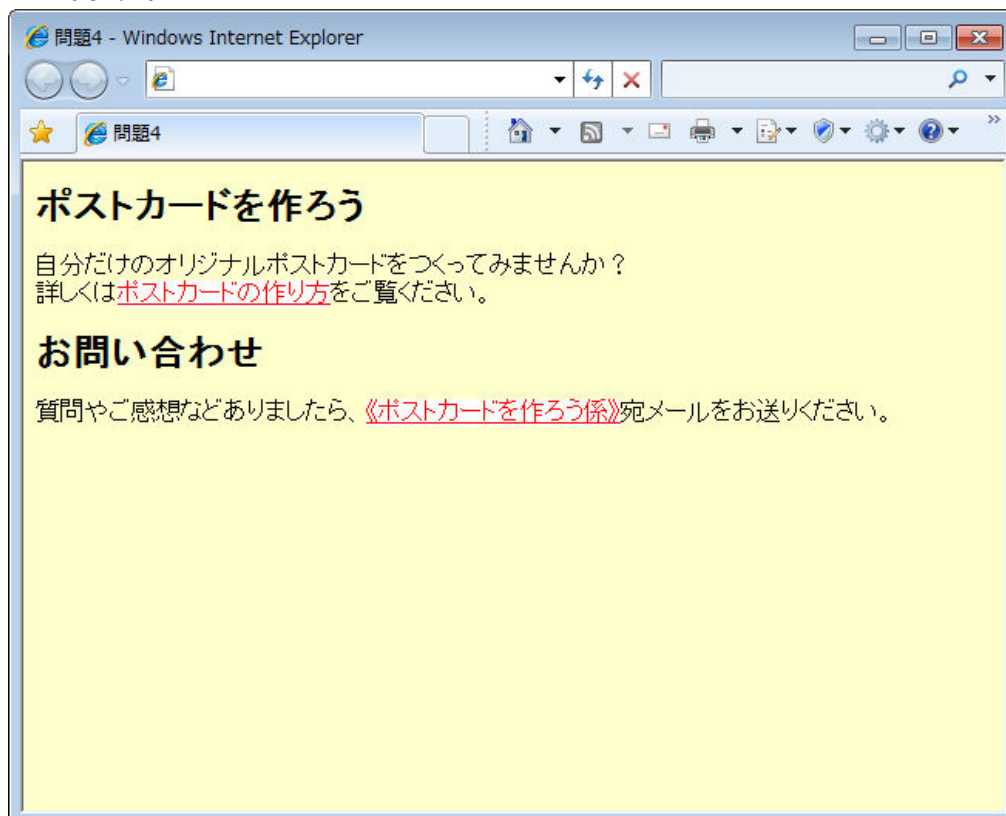 問題4 - Windows Internet Explorer
問題4
ポストカードを作ろう
自分だけのオリジナルポストカードをつくってみませんか？
詳しくはポストカードの作り方をご覧ください。
お問い合わせ
質問やご感想などありましたら、《ポストカードを作ろう係》宛メールをお送りください。